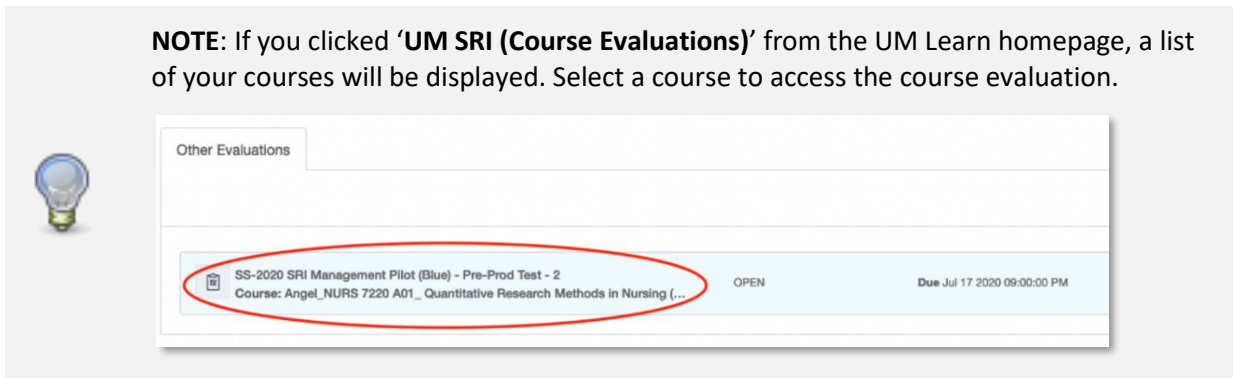 NOTE: If you clicked ‘UM SRI (Course Evaluations)’ from the UM Learn homepage, a list
of your courses will be displayed. Select a course to access the course evaluation.
Other Evaluations
SS-2020 SRI Management Pilot (Blue) - Pre-Prod Test - 2
Course: Angel_NURS 7220 A01_ Quantitative Research Methods in Nursing (...
OPEN
Due Jul 17 2020 09:00:00 PM